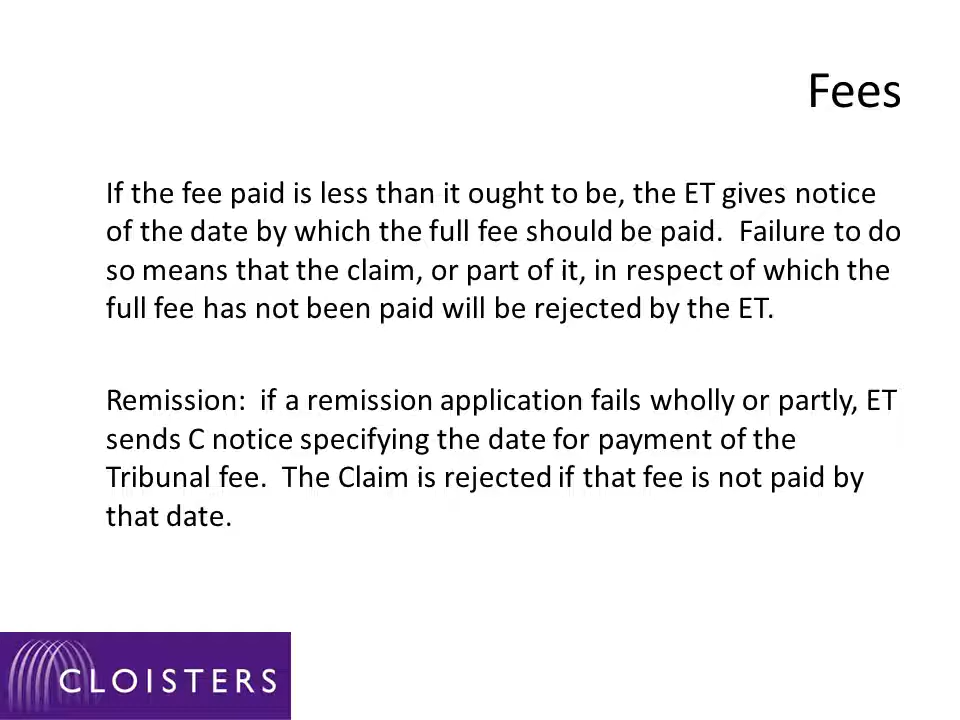 Fees
If the fee paid is less than it ought to be, the ET gives notice
of the date by which the full fee should be paid.  Failure to do
so means that the claim, or part of it, in respect of which the
full fee has not been paid will be rejected by the ET.
Remission:  if a remission application fails wholly or partly, ET
sends C notice specifying the date for payment of the
Tribunal fee.  The Claim is rejected if that fee is not paid by
that date.
CLOISTERS